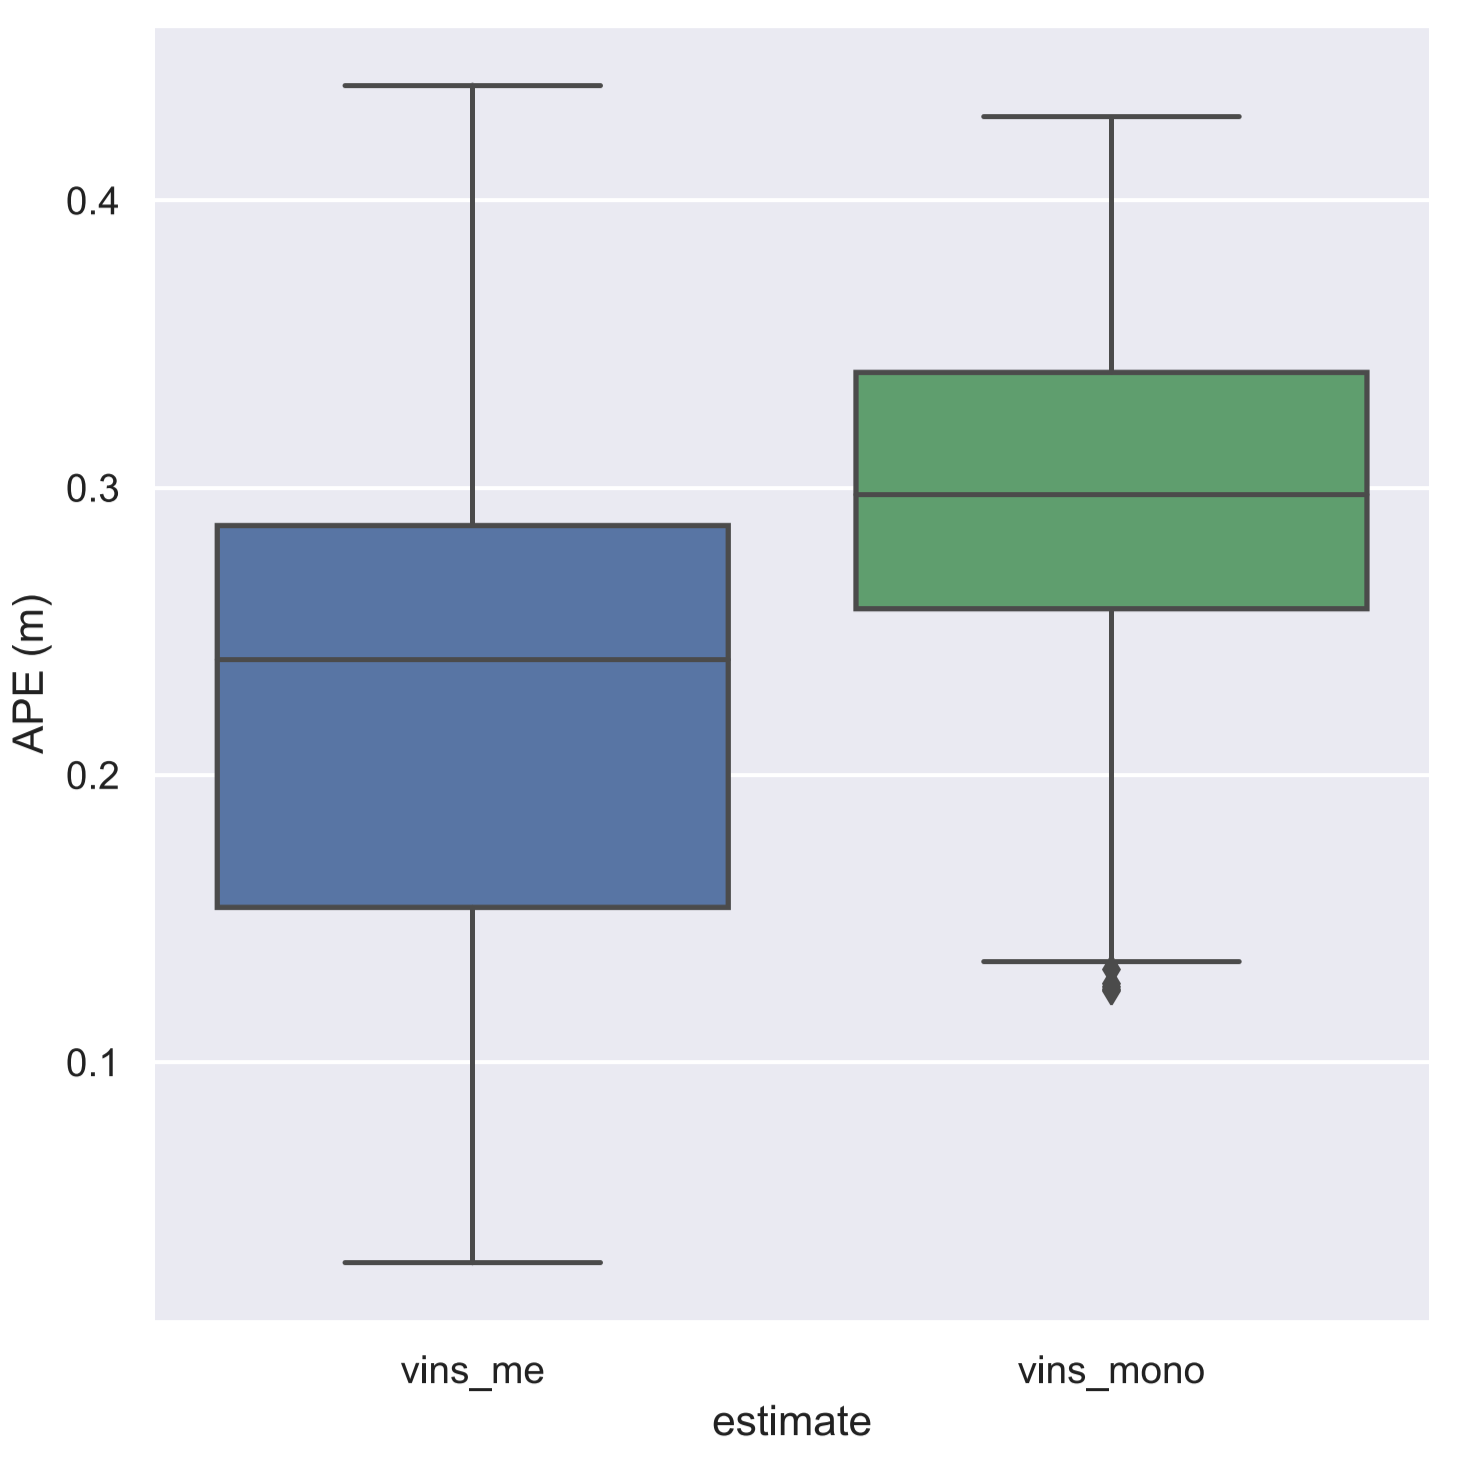 APE (m)
0.4
0.3
0.2
0.1
vins_me
vins_mono
estimate